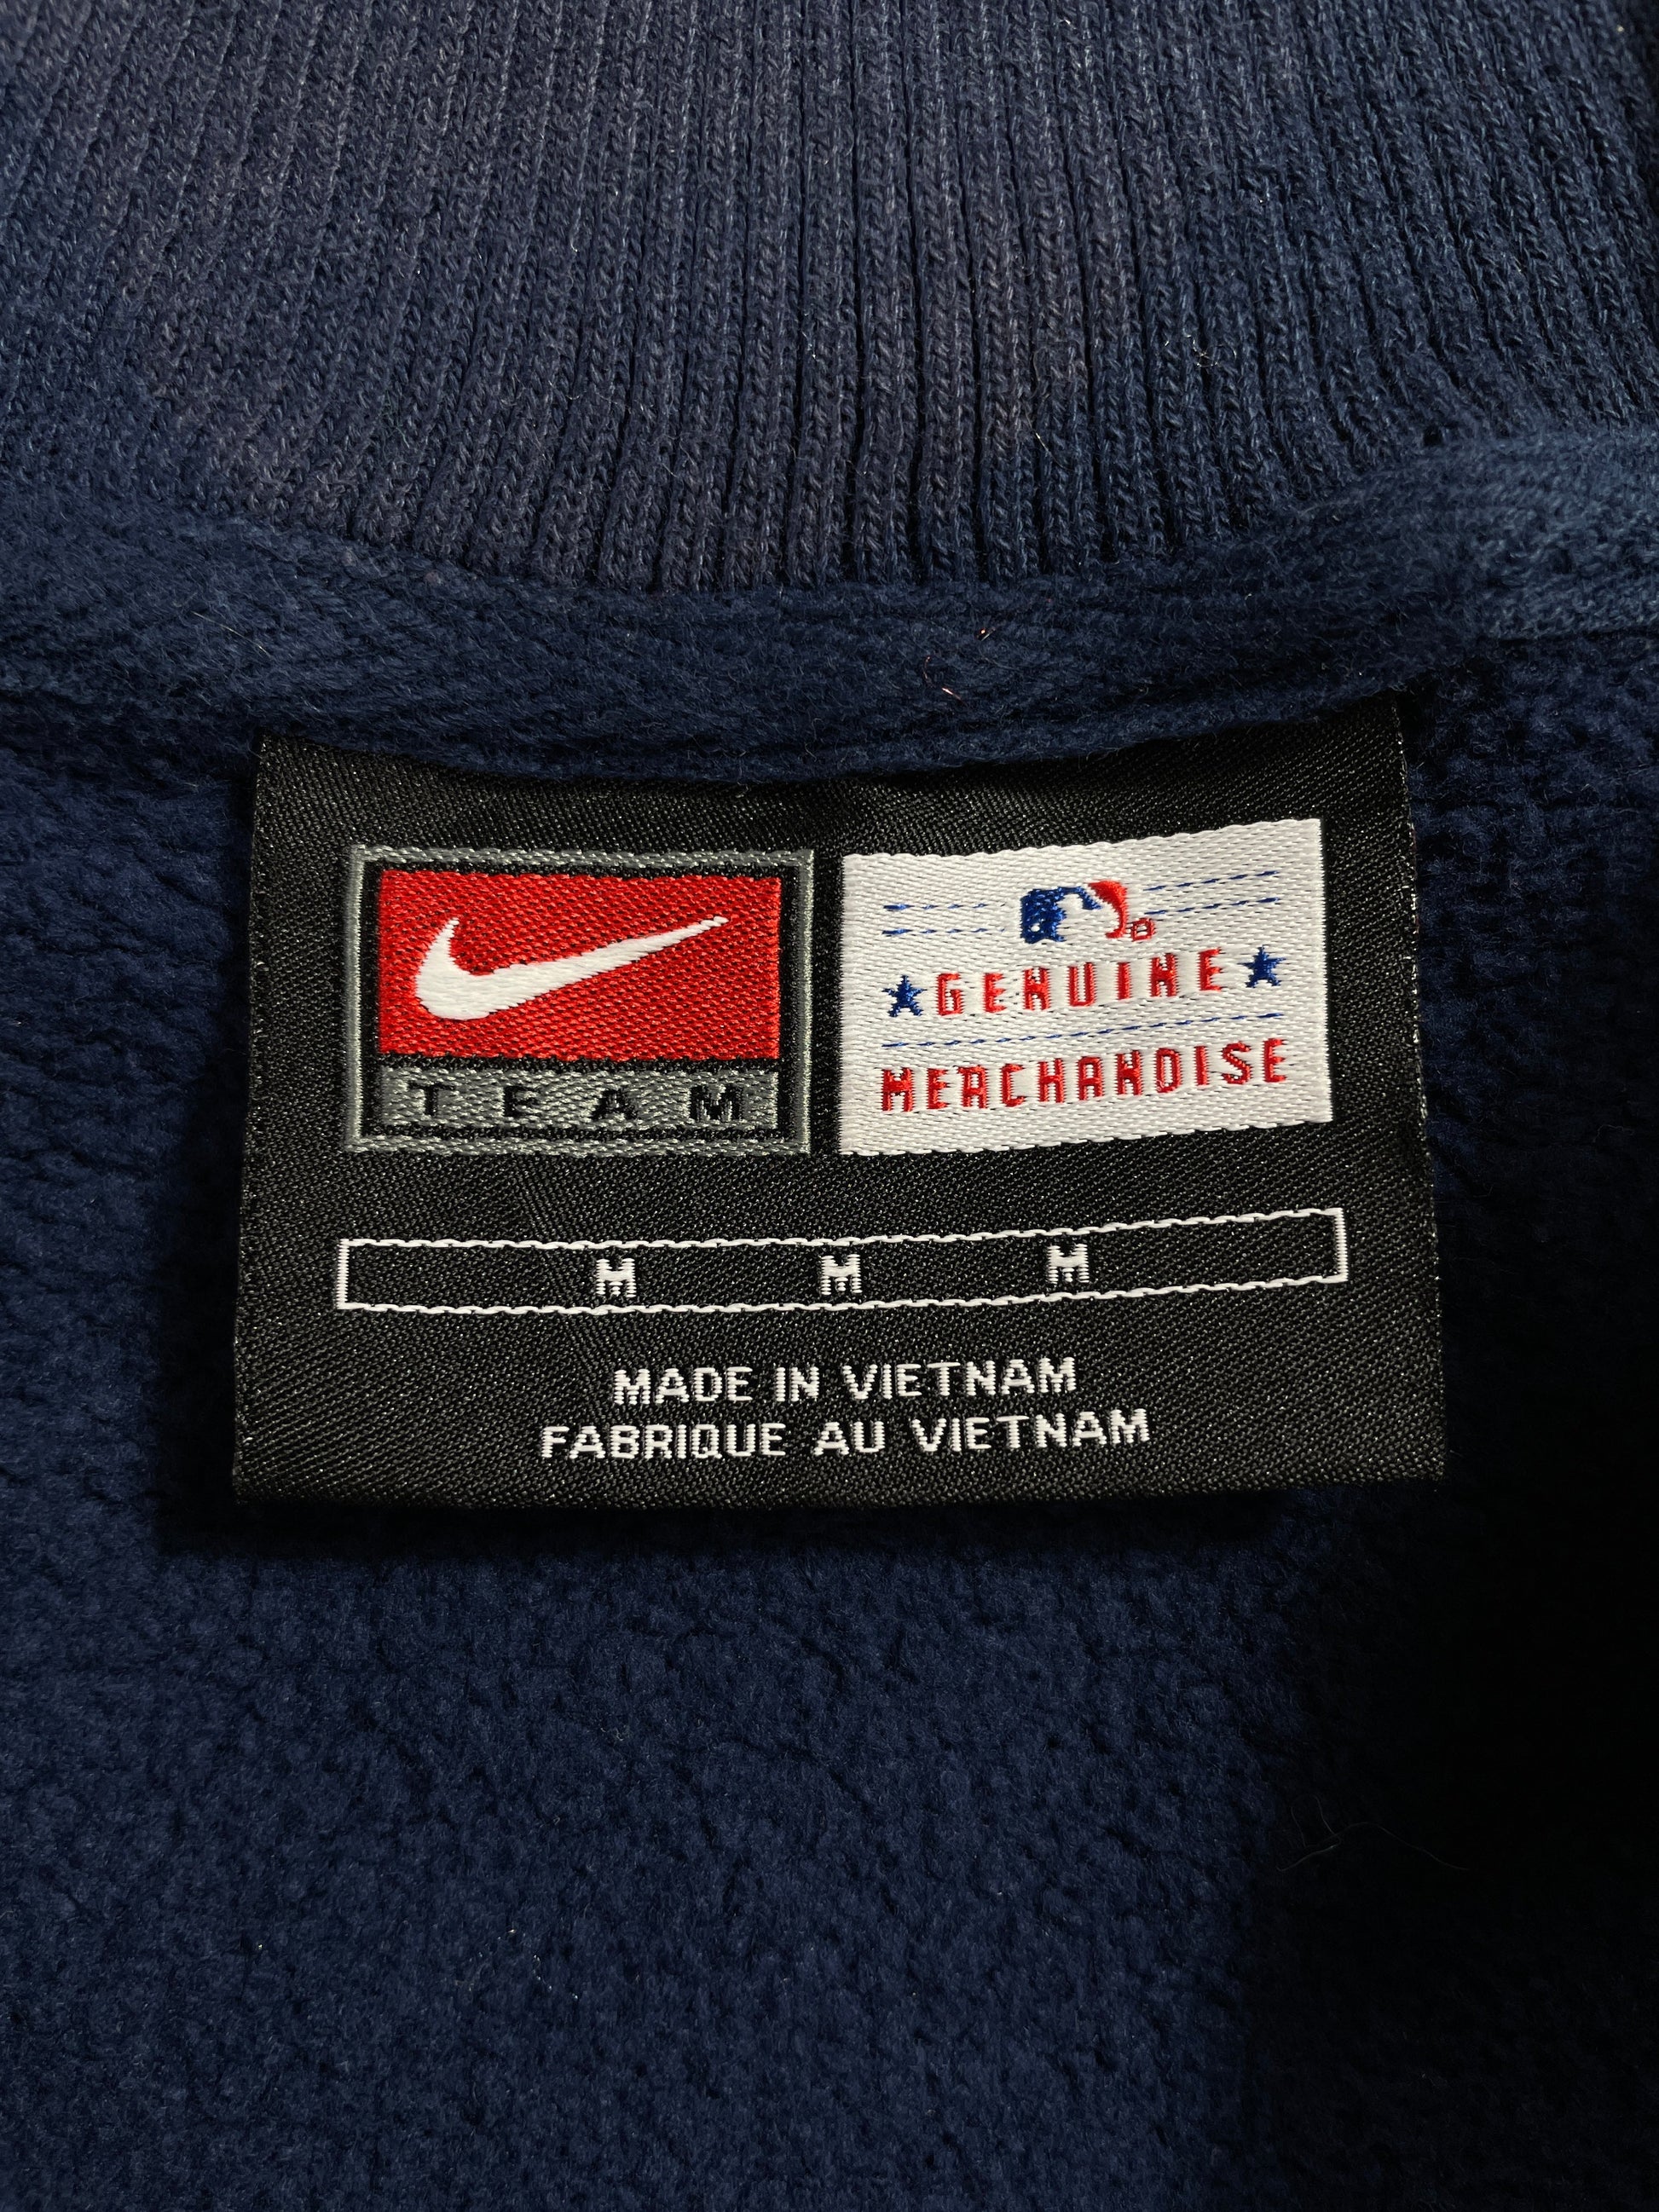 TEAM
GENUINE
MERCHANDISE
M M M
MADE IN VIETNAM
FABRIQUE AU VIETNAM